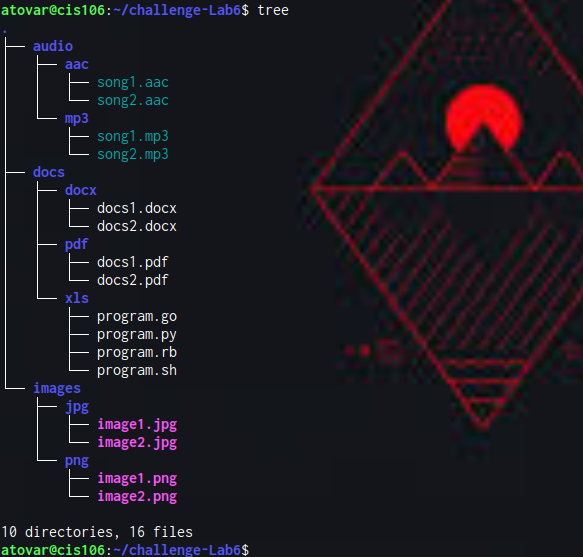 atovar@cis106:~/challenge-Lab6$ tree
.
├── audio
│   ├── aac
│   │   ├── song1.aac
│   │   └── song2.aac
│   └── mp3
│       ├── song1.mp3
│       └── song2.mp3
├── docs
│   ├── docx
│   │   ├── docs1.docx
│   │   └── docs2.docx
│   ├── pdf
│   │   ├── docs1.pdf
│   │   └── docs2.pdf
│   └── xls
│       ├── program.go
│       ├── program.py
│       ├── program.rb
│       └── program.sh
└── images
    ├── jpg
    │   ├── image1.jpg
    │   └── image2.jpg
    └── png
        ├── image1.png
        └── image2.png
10 directories, 16 files
atovar@cis106:~/challenge-Lab6$